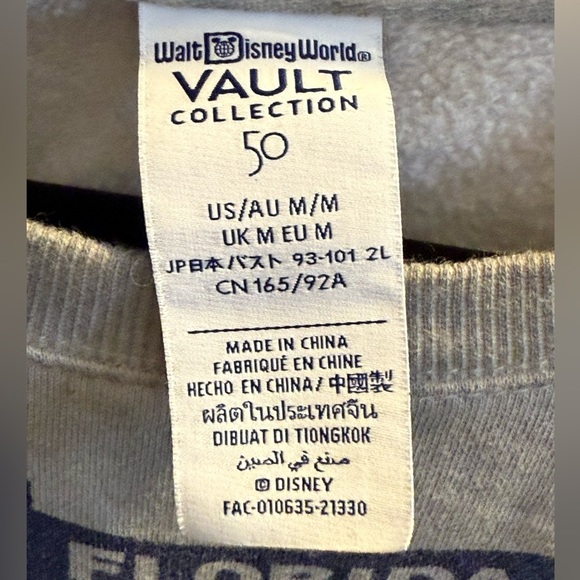 Walt Disney World®
VAULT
COLLECTION
50
US/AU M/M
UK M EU M
JP日本バスト 93-101 2L
CN 165/92A
MADE IN CHINA
FABRIQUÉ EN CHINE
HECHO EN CHINA / 中國製
ผลิตในประเทศจีน
DIBUAT DI TIONGKOK
صنع في الصين
© DISNEY
FAC-010635-21330
FLORIDA